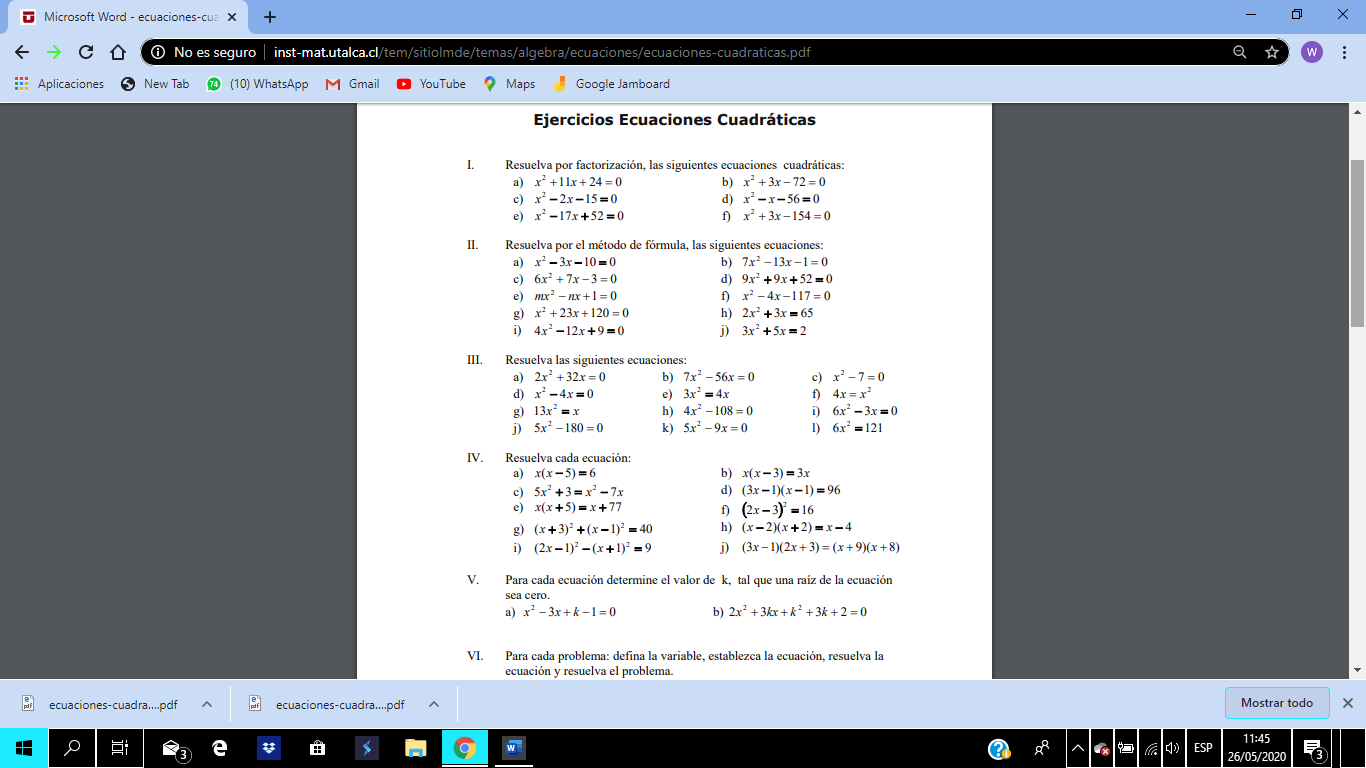 Microsoft Word - ecuaciones-cua
No es seguro | inst-mat.utalca.cl/tem/sitiolmde/temas/algebra/ecuaciones/ecuaciones-cuadraticas.pdf
W
Aplicaciones New Tab 74 (10) WhatsApp Gmail YouTube Maps Google Jamboard
Ejercicios Ecuaciones Cuadráticas
I. Resuelva por factorización, las siguientes ecuaciones cuadráticas:
a) x² + 11x + 24 = 0 b) x² + 3x − 72 = 0
c) x² − 2x − 15 = 0 d) x² − x − 56 = 0
e) x² − 17x + 52 = 0 f) x² + 3x − 154 = 0
II. Resuelva por el método de fórmula, las siguientes ecuaciones:
a) x² − 3x − 10 = 0 b) 7x² − 13x − 1 = 0
c) 6x² + 7x − 3 = 0 d) 9x² + 9x + 52 = 0
e) mx² − nx + 1 = 0 f) x² − 4x − 117 = 0
g) x² + 23x + 120 = 0 h) 2x² + 3x = 65
i) 4x² − 12x + 9 = 0 j) 3x² + 5x = 2
III. Resuelva las siguientes ecuaciones:
a) 2x² + 32x = 0 b) 7x² − 56x = 0 c) x² − 7 = 0
d) x² − 4x = 0 e) 3x² = 4x f) 4x = x²
g) 13x² = x h) 4x² − 108 = 0 i) 6x² − 3x = 0
j) 5x² − 180 = 0 k) 5x² − 9x = 0 l) 6x² = 121
IV. Resuelva cada ecuación:
a) x(x − 5) = 6 b) x(x − 3) = 3x
c) 5x² + 3 = x² − 7x d) (3x − 1)(x − 1) = 96
e) x(x + 5) = x + 77 f) (2x − 3)² = 16
g) (x + 3)² + (x − 1)² = 40 h) (x − 2)(x + 2) = x − 4
i) (2x − 1)² − (x + 1)² = 9 j) (3x − 1)(2x + 3) = (x + 9)(x + 8)
V. Para cada ecuación determine el valor de k, tal que una raíz de la ecuación
sea cero.
a) x² − 3x + k − 1 = 0 b) 2x² + 3kx + k² + 3k + 2 = 0
VI. Para cada problema: defina la variable, establezca la ecuación, resuelva la
ecuación y resuelva el problema.
ecuaciones-cuadra....pdf ecuaciones-cuadra....pdf Mostrar todo
3 ESP 11:45 3
26/05/2020